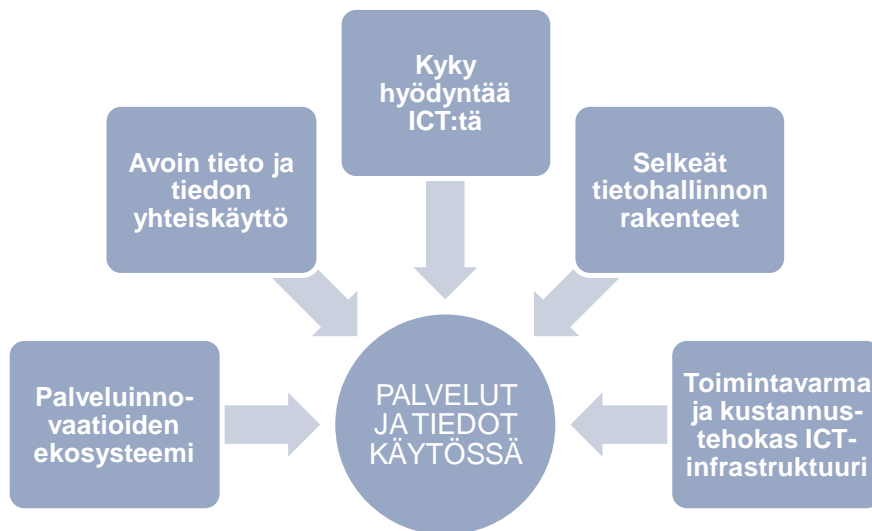 Kyky
hyödyntää
ICT:tä
Avoin tieto ja
tiedon
yhteiskäyttö
Selkeät
tietohallinnon
rakenteet
Palveluinno-
vaatioiden
ekosysteemi
PALVELUT
JA TIEDOT
KÄYTÖSSÄ
Toimintavarma
ja kustannus-
tehokas ICT-
infrastruktuuri